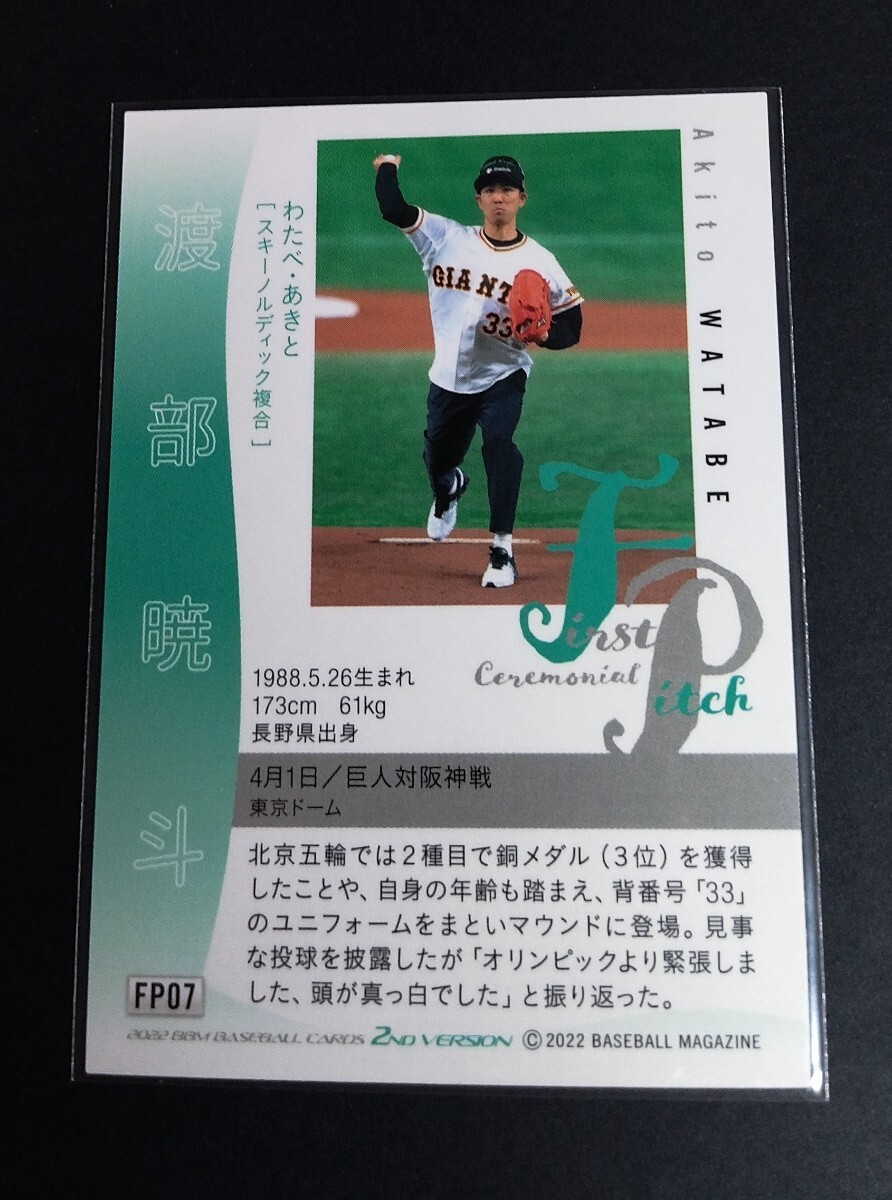 渡部暁斗
わたべ・あきと
[スキーノルディック複合]
Akito WATABE
GIANT
33
First Pitch
Ceremonial
1988.5.26生まれ
173cm 61kg
長野県出身
4月1日／巨人対阪神戦
東京ドーム
北京五輪では2種目で銅メダル（3位）を獲得
したことや、自身の年齢も踏まえ、背番号「33」
のユニフォームをまといマウンドに登場。見事
な投球を披露したが「オリンピックより緊張しま
した、頭が真っ白でした」と振り返った。
FP07
2022 BBM BASEBALL CARDS 2ND VERSION ©2022 BASEBALL MAGAZINE